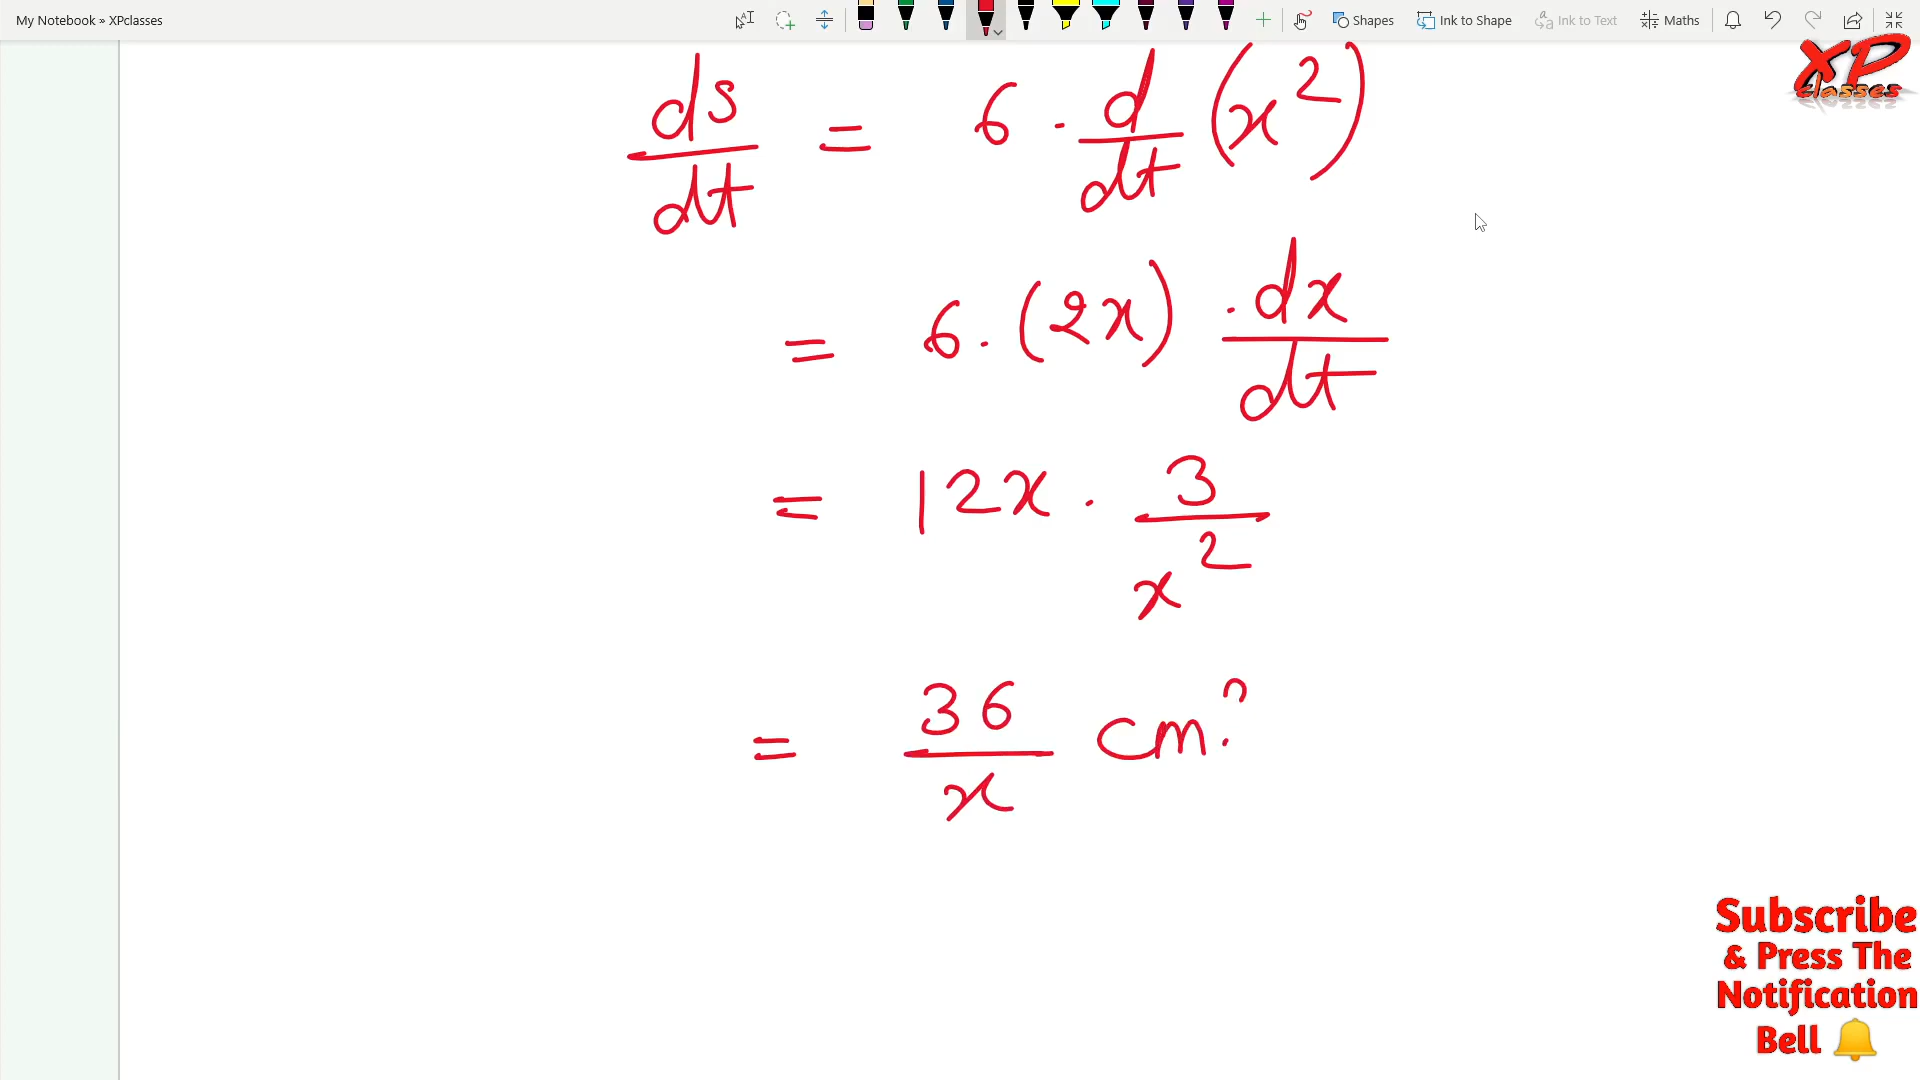 My Notebook » XPclasses
Shapes Ink to Shape Ink to Text Maths
XP
classes
ds/dt = 6 . d/dt (x²)
= 6 . (2x) . dx/dt
= 12x . 3/x²
= 36/x cm.
Subscribe
& Press The
Notification
Bell